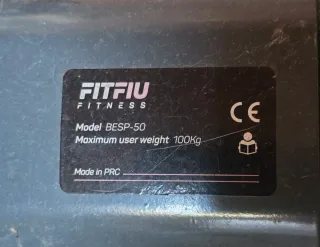 FITFIU
FITNESS
CE
Model BESP-50
Maximum user weight 100Kg
Made in PRC